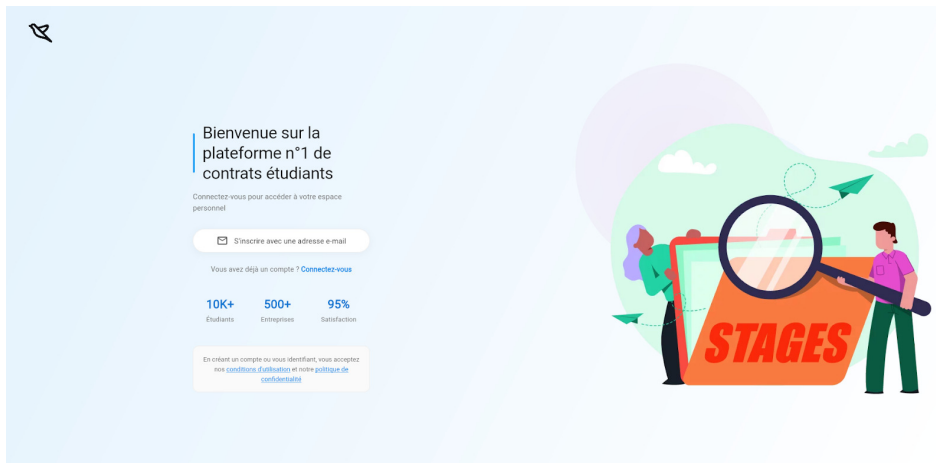 Bienvenue sur la
plateforme n°1 de
contrats étudiants
Connectez-vous pour accéder à votre espace
personnel
S'inscrire avec une adresse e-mail
Vous avez déjà un compte ? Connectez-vous
10K+ 500+ 95%
Étudiants Entreprises Satisfaction
En créant un compte ou vous identifiant, vous acceptez
nos conditions d'utilisation et notre politique de
confidentialité
STAGES